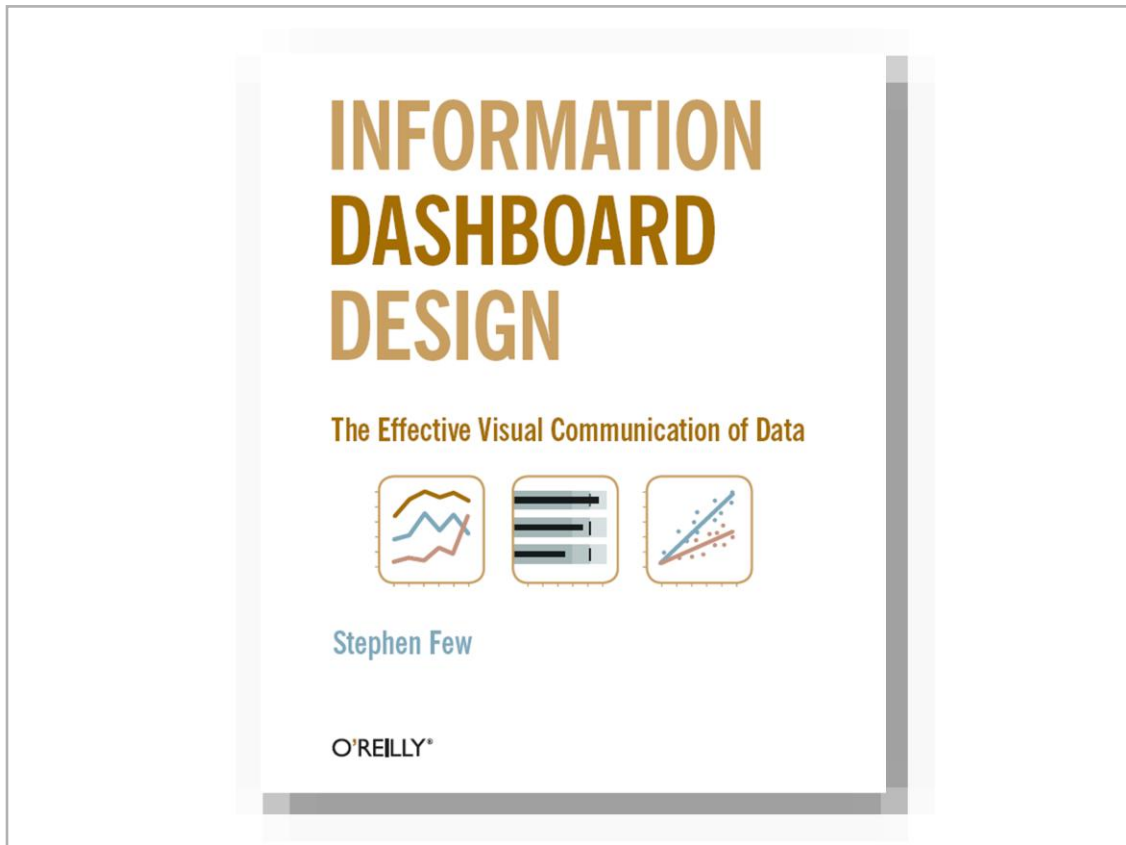 INFORMATION
DASHBOARD
DESIGN
The Effective Visual Communication of Data
Stephen Few
O'REILLY®